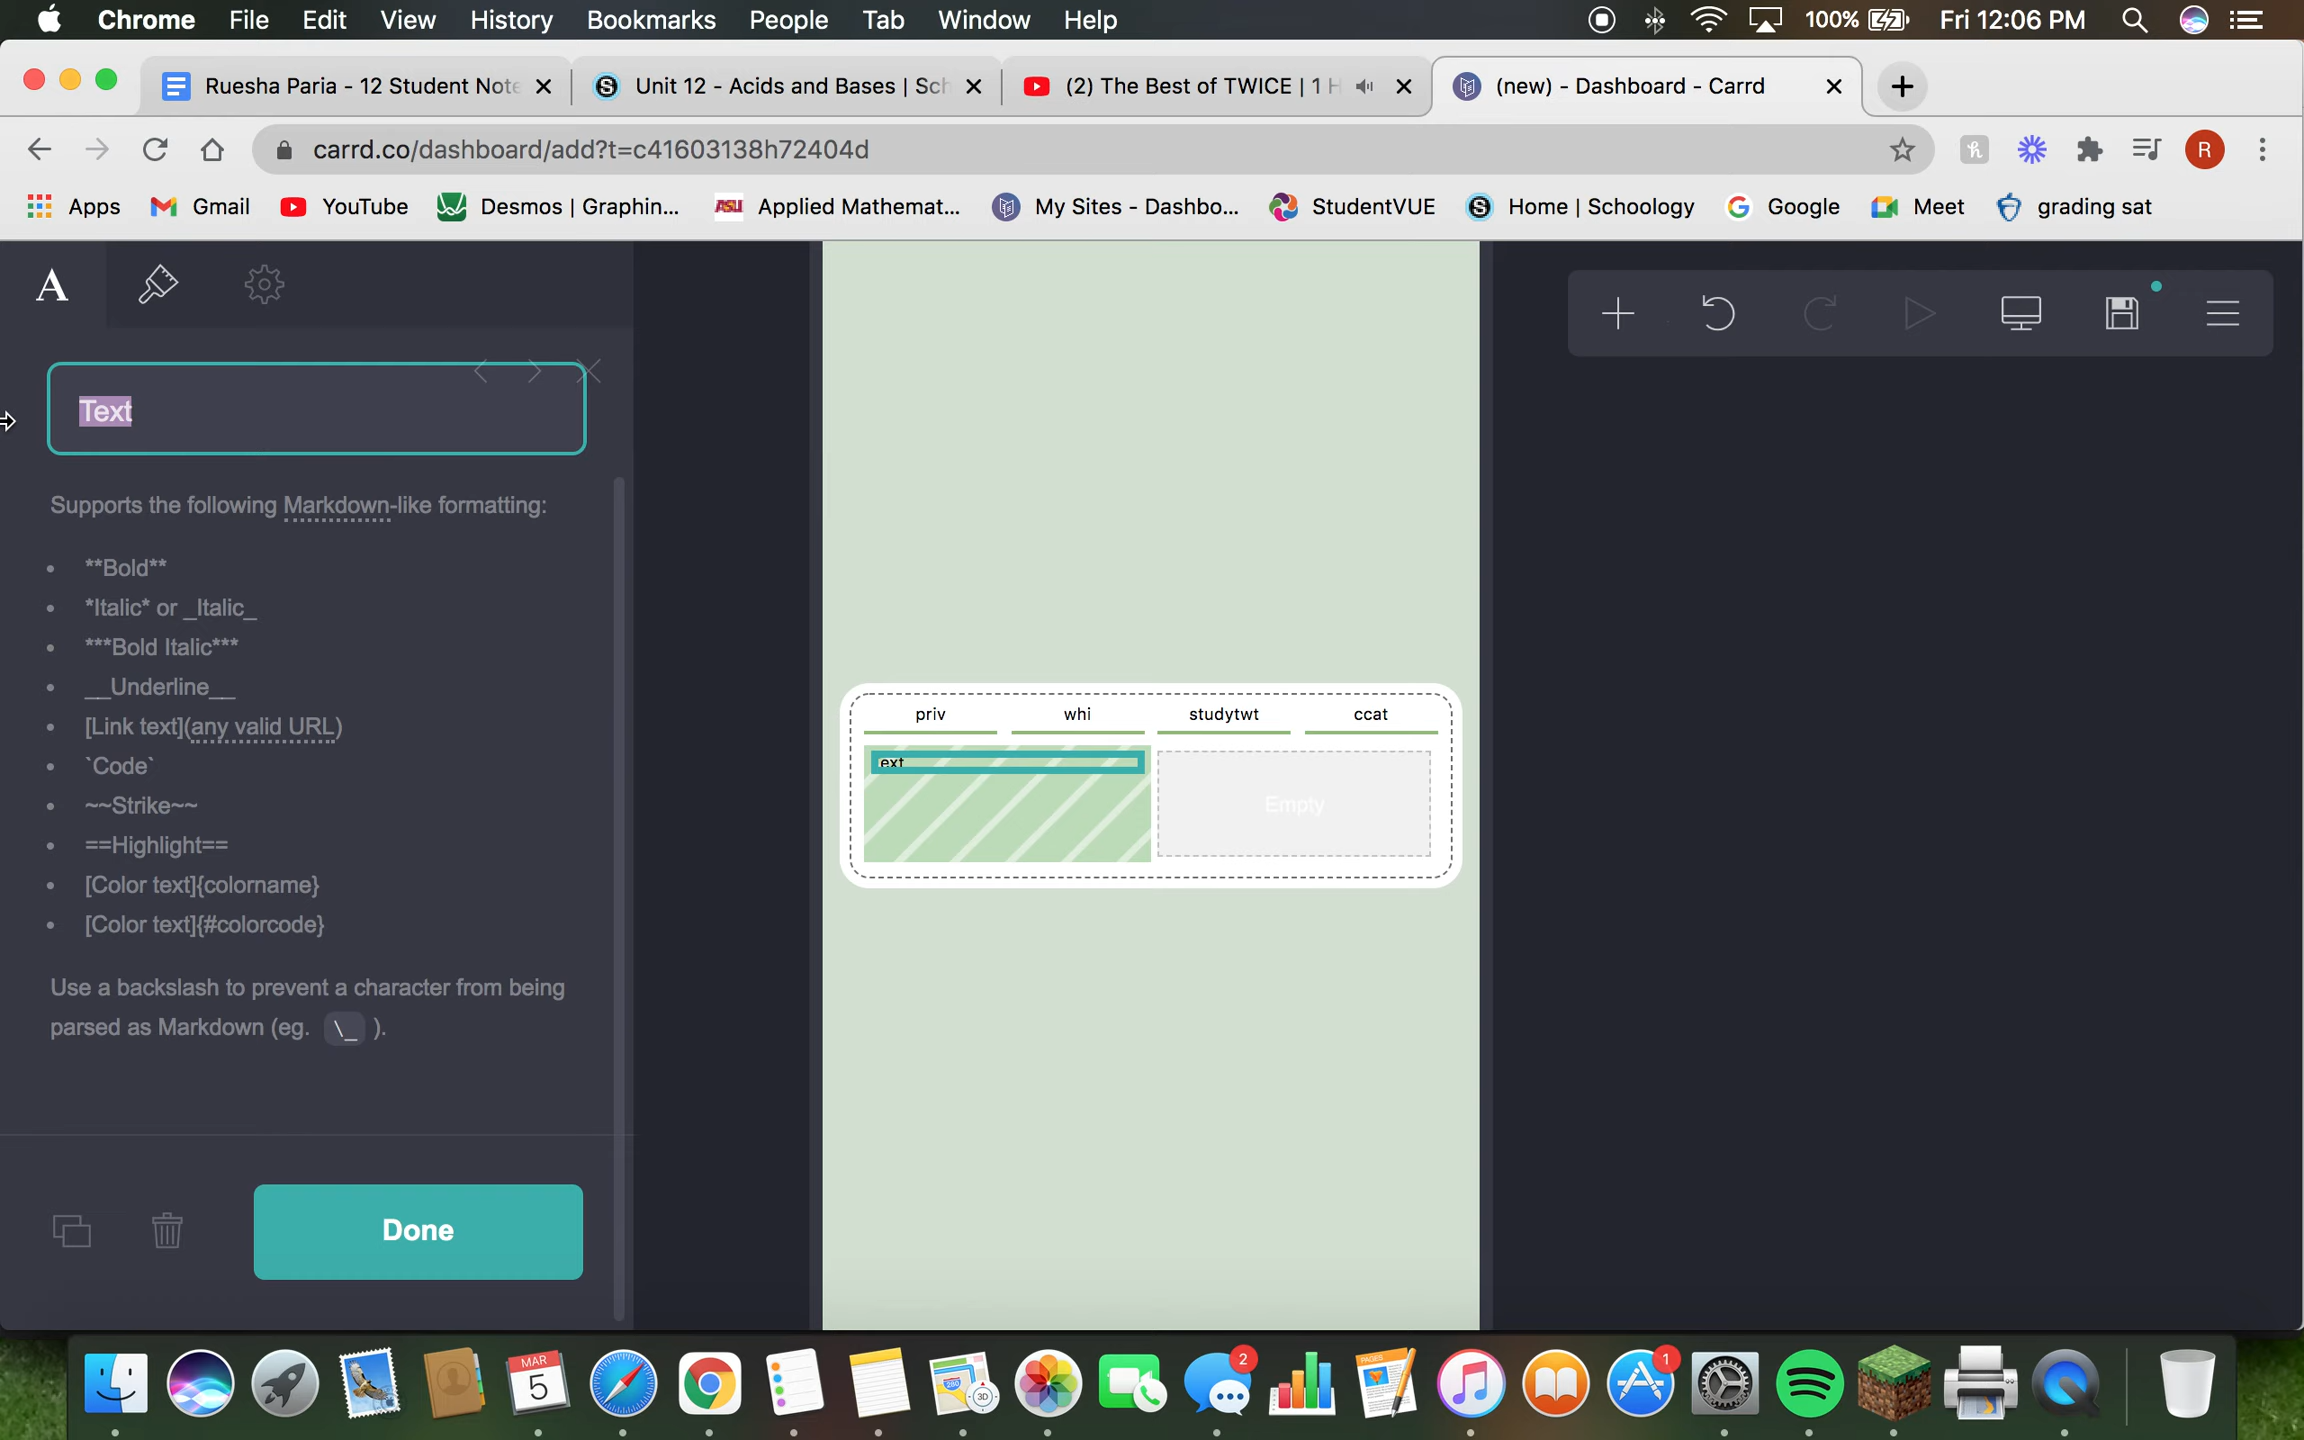 Chrome File Edit View History Bookmarks People Tab Window Help 100% Fri 12:06 PM
Ruesha Paria - 12 Student Note Unit 12 - Acids and Bases | Sch (2) The Best of TWICE | 1 H (new) - Dashboard - Carrd
carrd.co/dashboard/add?t=c41603138h72404d R
Apps Gmail YouTube Desmos | Graphin... ASU Applied Mathemat... My Sites - Dashbo... StudentVUE Home | Schoology Google Meet grading sat
A
Text
Supports the following Markdown-like formatting:
• **Bold**
• *Italic* or _Italic_
• ***Bold Italic***
• __Underline__
• [Link text](any valid URL)
• `Code`
• ~~Strike~~
• ==Highlight==
• [Color text]{colorname}
• [Color text]{#colorcode}
Use a backslash to prevent a character from being
parsed as Markdown (eg. \_ ).
Done
priv whi studytwt ccat
ext
Empty
MAR
5
3D
2
PAGES
1